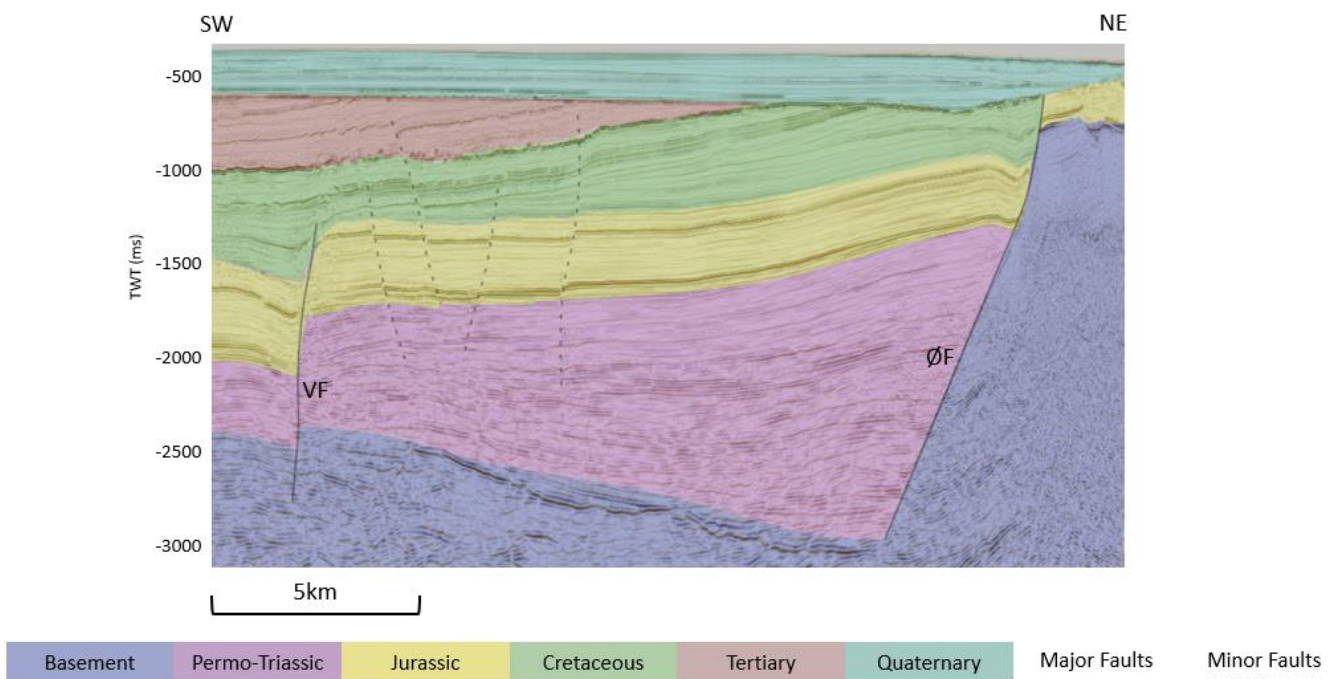 SW
NE
-500
-1000
-1500
-2000
-2500
-3000
TWT (ms)
VF
ØF
5km
Basement
Permo-Triassic
Jurassic
Cretaceous
Tertiary
Quaternary
Major Faults
Minor Faults